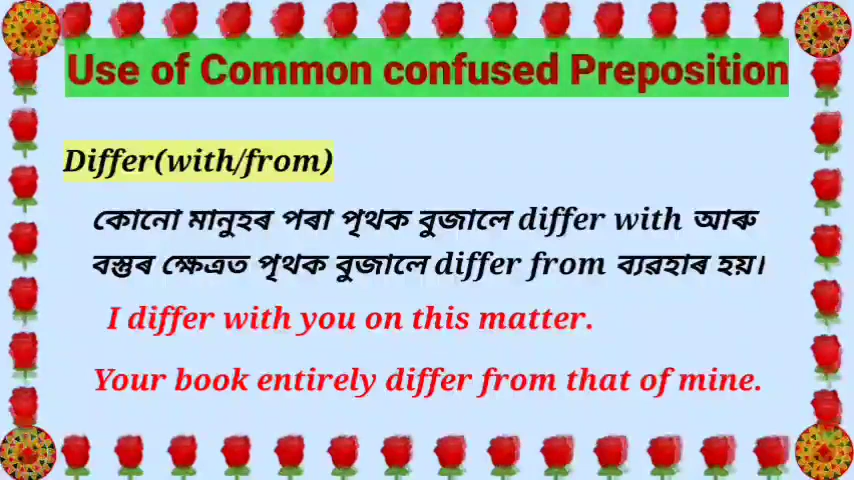 Use of Common confused Preposition
Differ(with/from)
কোনো মানুহৰ পৰা পৃথক বুজালে differ with আৰু
বস্তুৰ ক্ষেত্ৰত পৃথক বুজালে differ from ব্যৱহাৰ হয়।
I differ with you on this matter.
Your book entirely differ from that of mine.